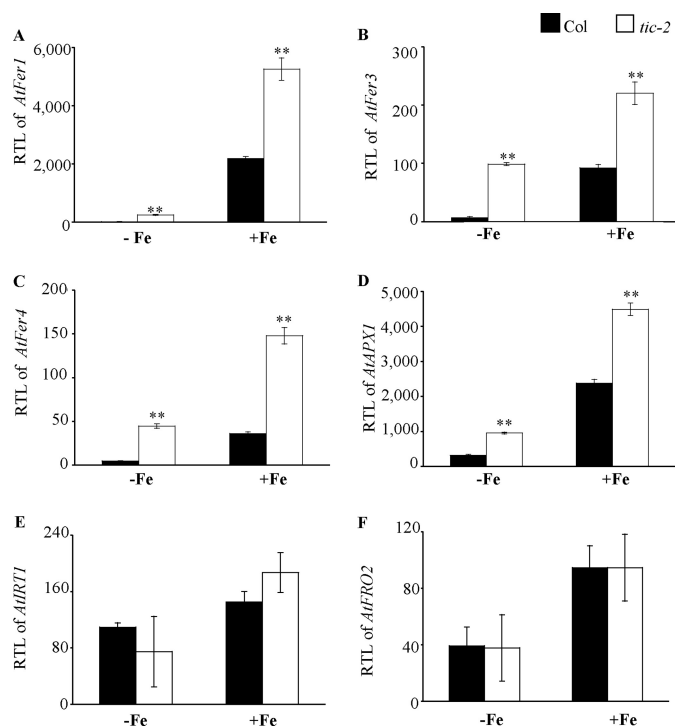 Col tic-2
A
RTL of AtFer1
6,000
4,000
2,000
0
**
**
- Fe +Fe
B
RTL of AtFer3
300
200
100
0
**
**
-Fe +Fe
C
RTL of AtFer4
200
150
100
50
0
**
**
-Fe +Fe
D
RTL of AtAPX1
5,000
4,000
3,000
2,000
1,000
0
**
**
-Fe +Fe
E
RTL of AtIRT1
240
160
80
0
-Fe +Fe
F
RTL of AtFRO2
120
80
40
0
-Fe +Fe